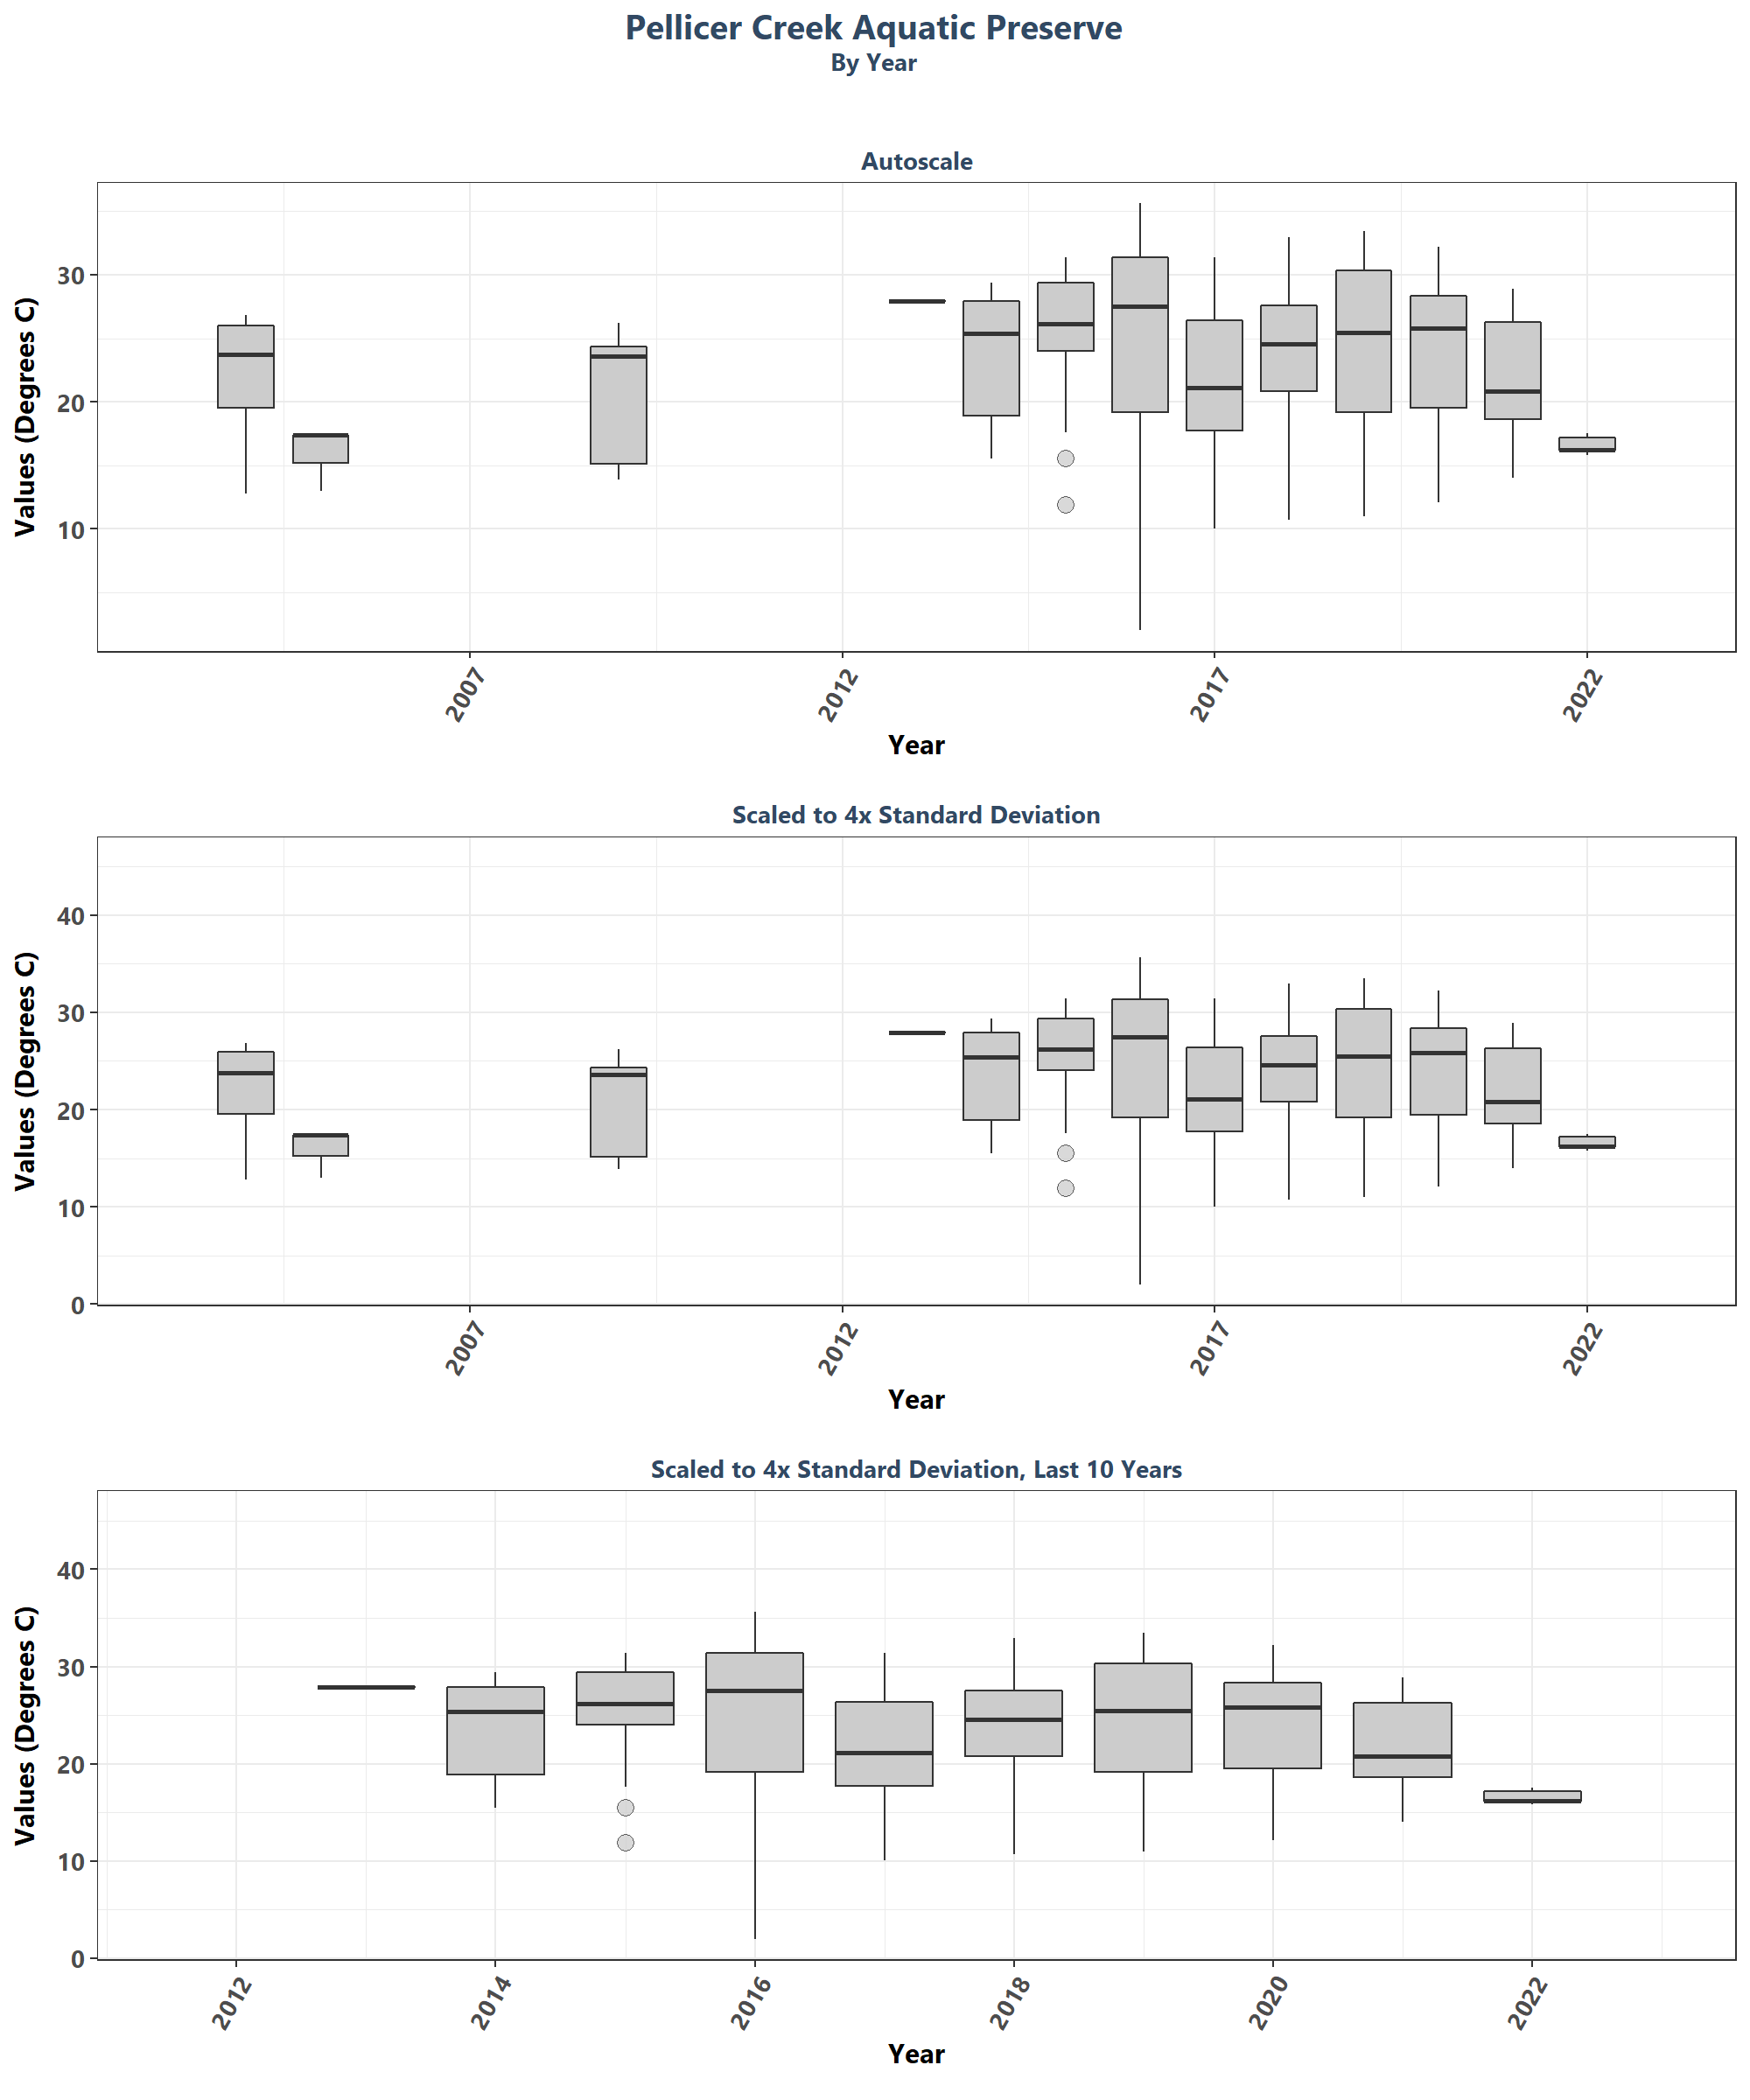 Pellicer Creek Aquatic Preserve
By Year
Autoscale
Values (Degrees C)
30
20
10
2007
2012
2017
2022
Year
Scaled to 4x Standard Deviation
Values (Degrees C)
40
30
20
10
0
2007
2012
2017
2022
Year
Scaled to 4x Standard Deviation, Last 10 Years
Values (Degrees C)
40
30
20
10
0
2012
2014
2016
2018
2020
2022
Year